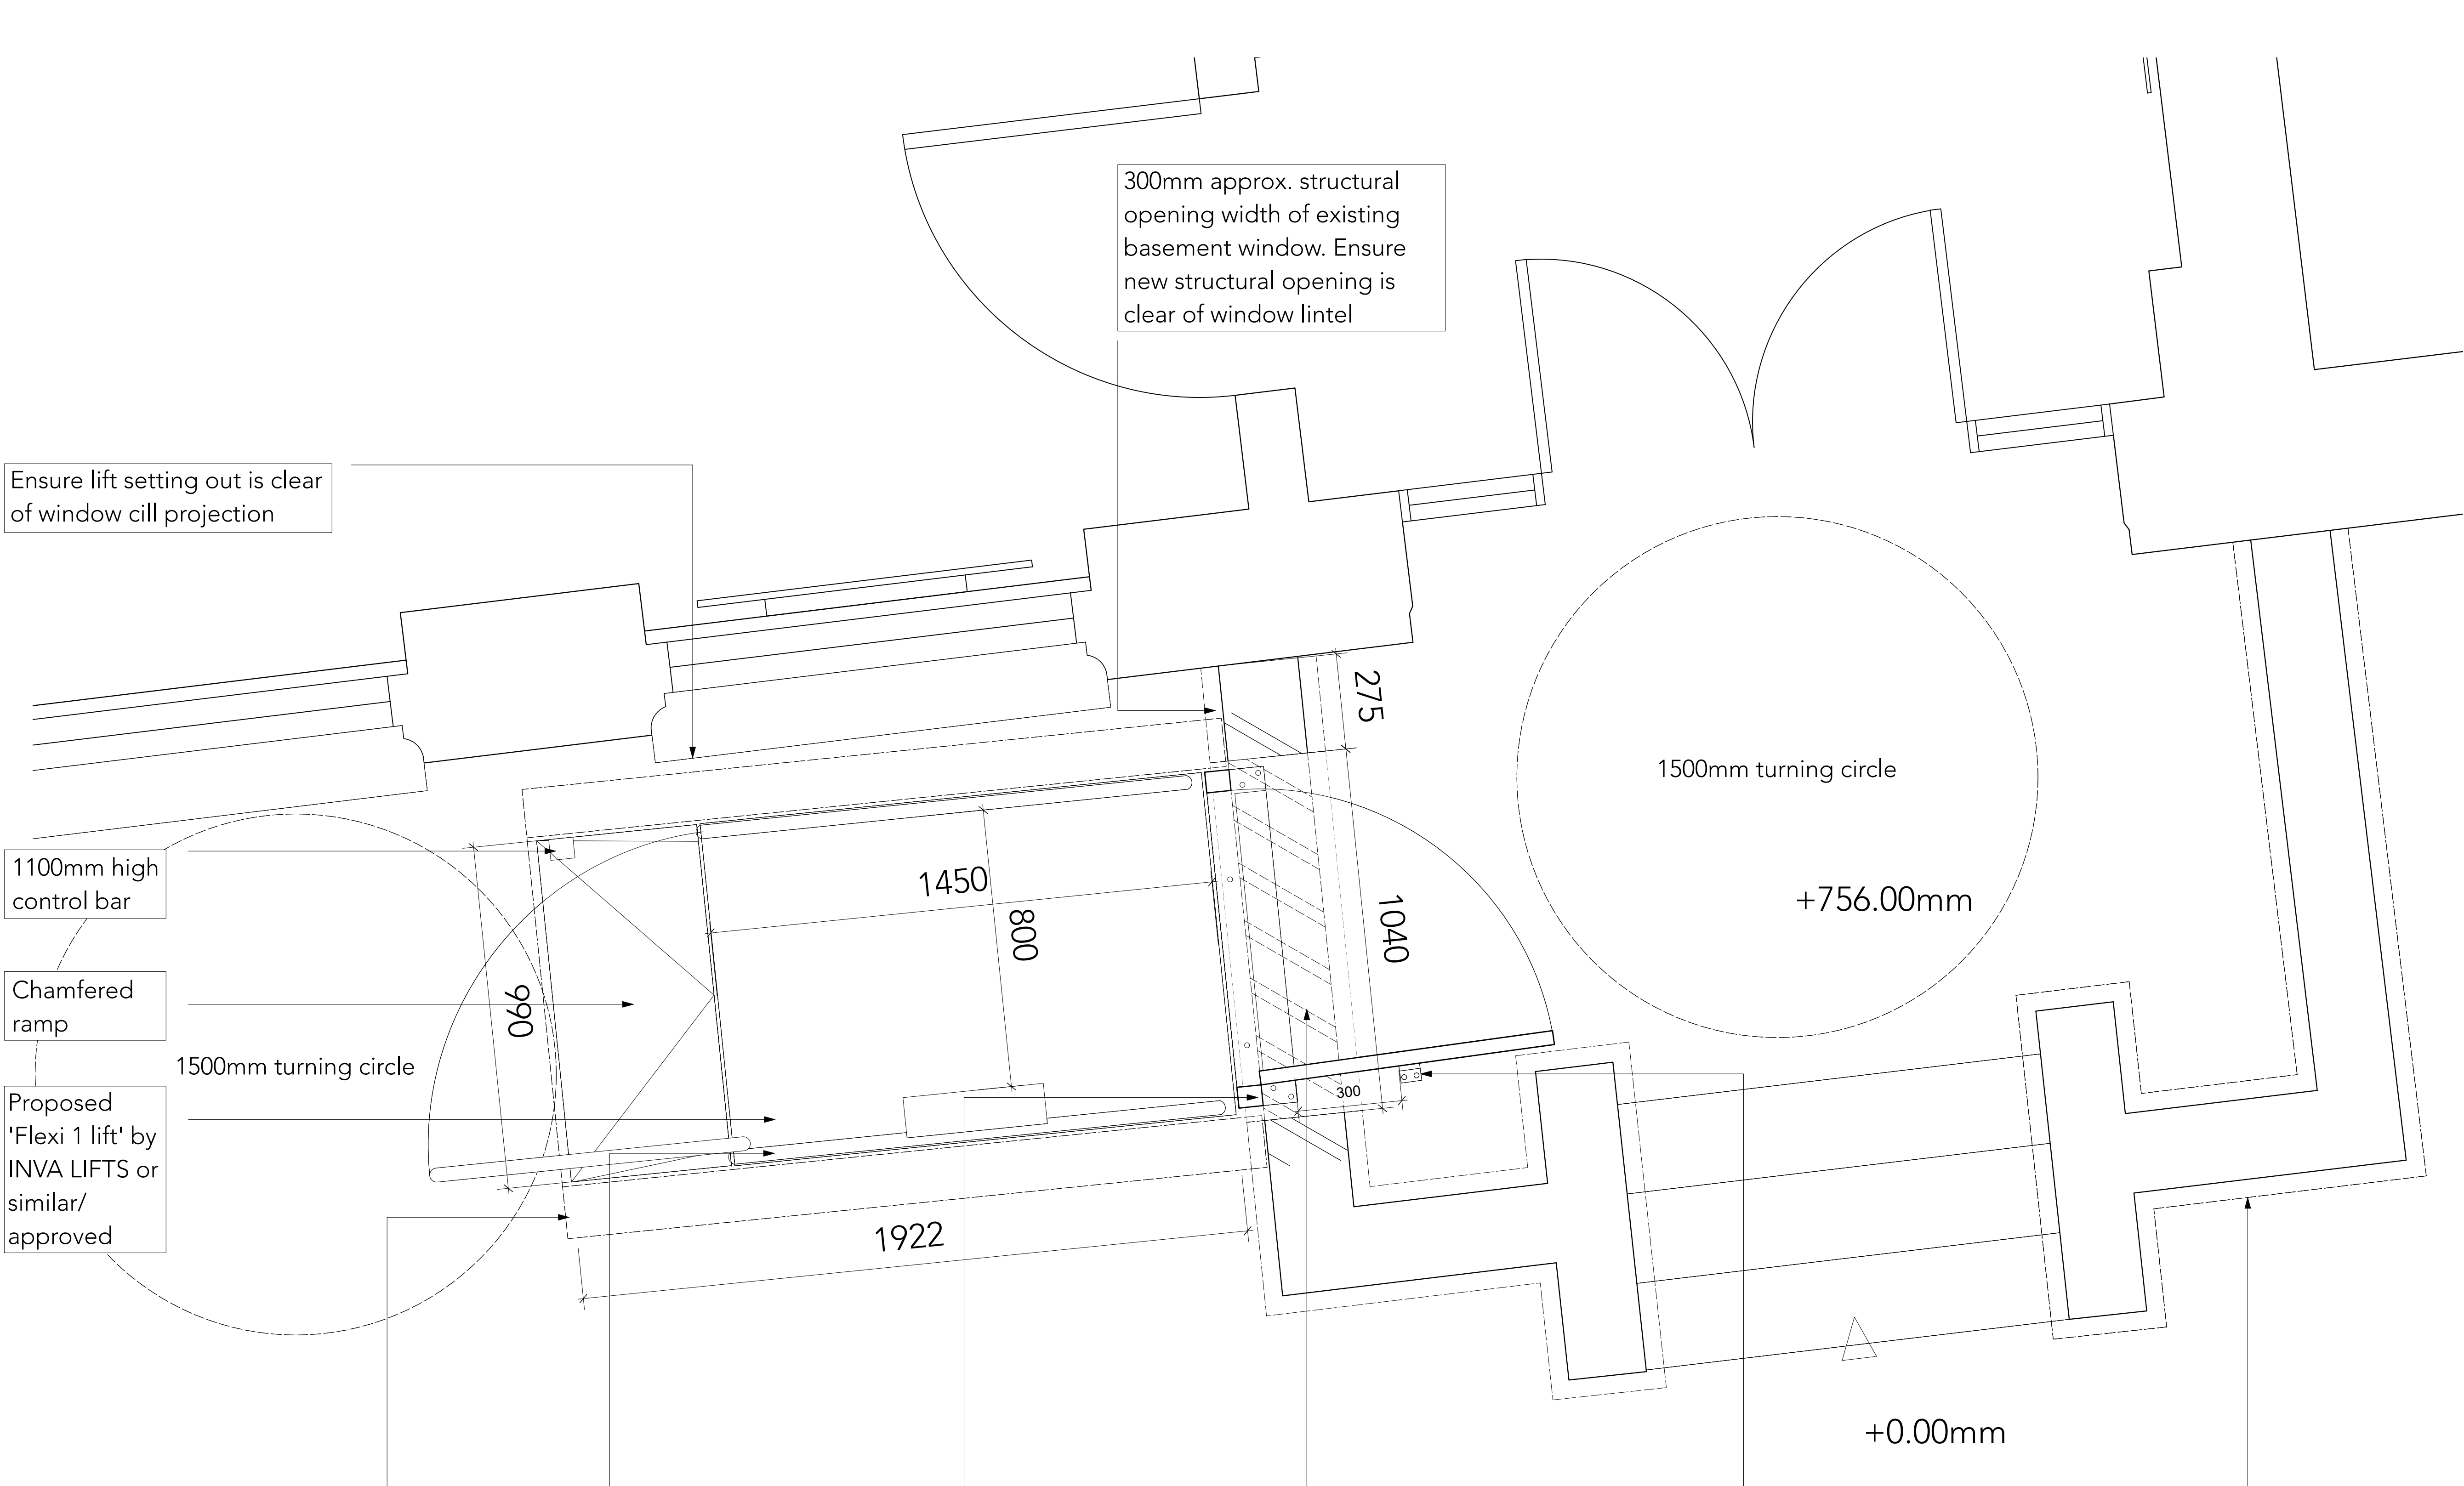 300mm approx. structural
opening width of existing
basement window. Ensure
new structural opening is
clear of window lintel
Ensure lift setting out is clear
of window cill projection
275
1500mm turning circle
+756.00mm
1100mm high
control bar
1450
800
1040
990
Chamfered
ramp
1500mm turning circle
300
Proposed
'Flexi 1 lift' by
INVA LIFTS or
similar/
approved
1922
+0.00mm